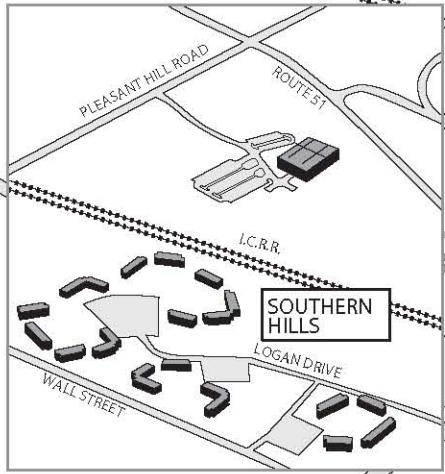 PLEASANT HILL ROAD
ROUTE 51
I.C.R.R.
SOUTHERN
HILLS
LOGAN DRIVE
WALL STREET